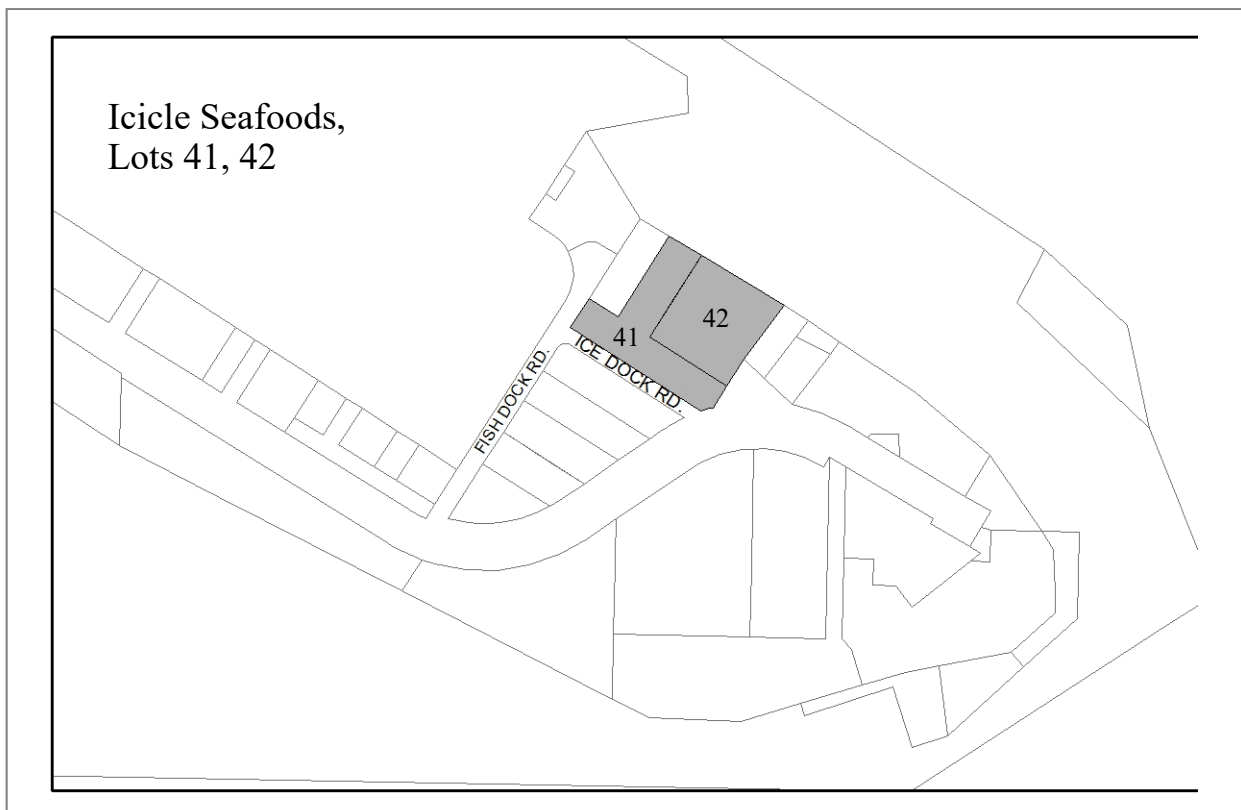 Icicle Seafoods,
Lots 41, 42
42
41
ICE DOCK RD.
FISH DOCK RD.